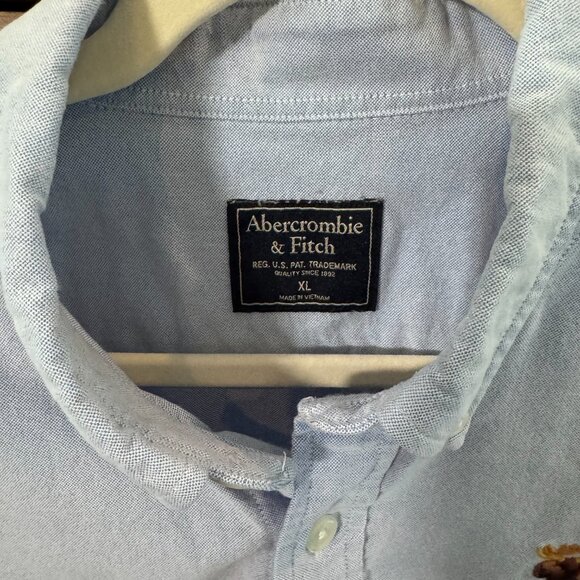 Abercrombie
& Fitch
REG. U.S. PAT. TRADEMARK
QUALITY SINCE 1892
XL
MADE IN VIETNAM